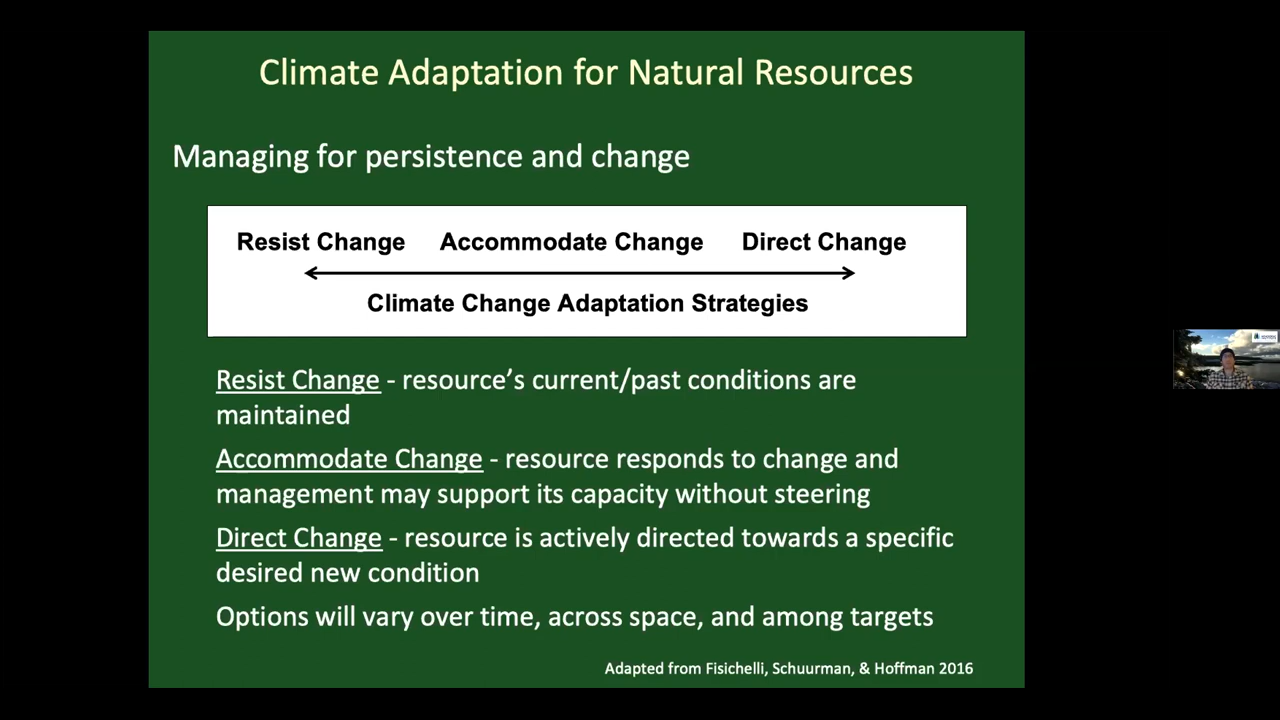 Climate Adaptation for Natural Resources
Managing for persistence and change
Resist Change Accommodate Change Direct Change
Climate Change Adaptation Strategies
Resist Change - resource’s current/past conditions are
maintained
Accommodate Change - resource responds to change and
management may support its capacity without steering
Direct Change - resource is actively directed towards a specific
desired new condition
Options will vary over time, across space, and among targets
Adapted from Fisichelli, Schuurman, & Hoffman 2016